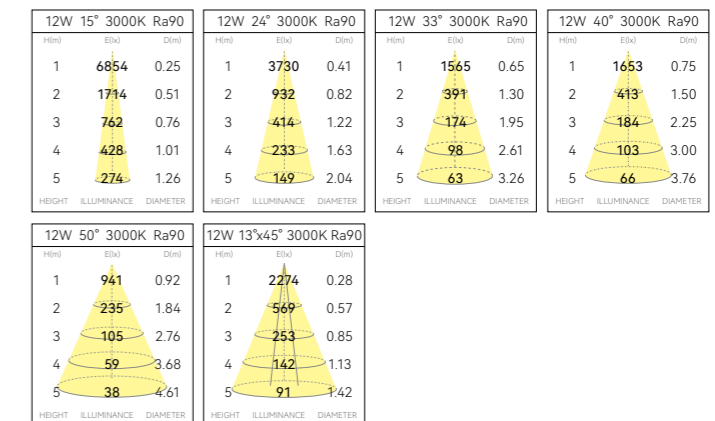 12W 15° 3000K Ra90
H(m) E(lx) D(m)
1 6854 0.25
2 1714 0.51
3 762 0.76
4 428 1.01
5 274 1.26
HEIGHT ILLUMINANCE DIAMETER
12W 24° 3000K Ra90
H(m) E(lx) D(m)
1 3730 0.41
2 932 0.82
3 414 1.22
4 233 1.63
5 149 2.04
HEIGHT ILLUMINANCE DIAMETER
12W 33° 3000K Ra90
H(m) E(lx) D(m)
1 1565 0.65
2 391 1.30
3 174 1.95
4 98 2.61
5 63 3.26
HEIGHT ILLUMINANCE DIAMETER
12W 40° 3000K Ra90
H(m) E(lx) D(m)
1 1653 0.75
2 413 1.50
3 184 2.25
4 103 3.00
5 66 3.76
HEIGHT ILLUMINANCE DIAMETER
12W 50° 3000K Ra90
H(m) E(lx) D(m)
1 941 0.92
2 235 1.84
3 105 2.76
4 59 3.68
5 38 4.61
HEIGHT ILLUMINANCE DIAMETER
12W 13°x45° 3000K Ra90
H(m) E(lx) D(m)
1 2274 0.28
2 569 0.57
3 253 0.85
4 142 1.13
5 91 1.42
HEIGHT ILLUMINANCE DIAMETER